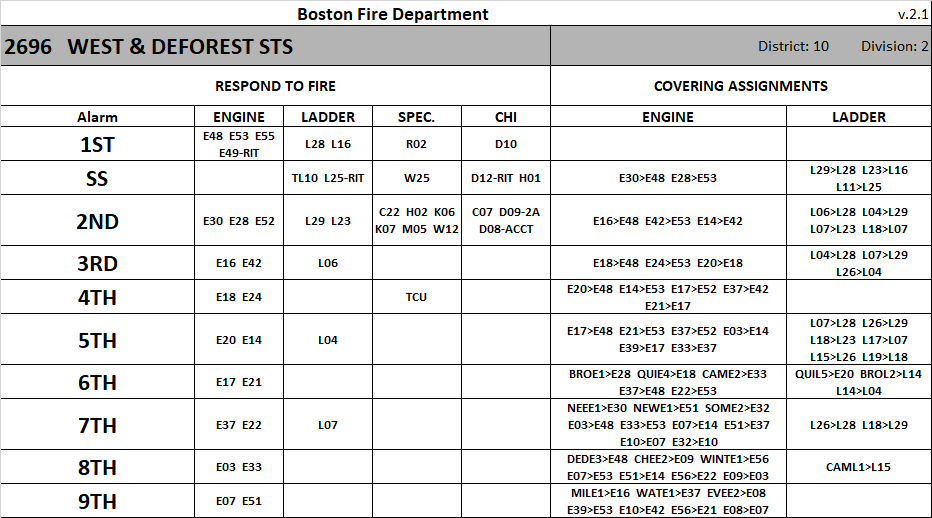 Boston Fire Department v.2.1
2696 WEST & DEFOREST STS District: 10 Division: 2
RESPOND TO FIRE COVERING ASSIGNMENTS
Alarm ENGINE LADDER SPEC. CHI ENGINE LADDER
1ST E48 E53 E55 E49-RIT L28 L16 R02 D10
SS TL10 L25-RIT W25 D12-RIT H01 E30>E48 E28>E53 L29>L28 L23>L16 L11>L25
2ND E30 E28 E52 L29 L23 C22 H02 K06 K07 M05 W12 C07 D09-2A D08-ACCT E16>E48 E42>E53 E14>E42 L06>L28 L04>L29 L07>L23 L18>L07
3RD E16 E42 L06 E18>E48 E24>E53 E20>E18 L04>L28 L07>L29 L26>L04
4TH E18 E24 TCU E20>E48 E14>E53 E17>E52 E37>E42 E21>E17
5TH E20 E14 L04 E17>E48 E21>E53 E37>E52 E03>E14 E39>E17 E33>E37 L07>L28 L26>L29 L18>L23 L17>L07 L15>L26 L19>L18
6TH E17 E21 BROE1>E28 QUIE4>E18 CAME2>E33 E37>E48 E22>E53 QUIL5>E20 BROL2>L14 L14>L04
7TH E37 E22 L07 NEEE1>E30 NEWE1>E51 SOME2>E32 E03>E48 E33>E53 E07>E14 E51>E37 E10>E07 E32>E10 L26>L28 L18>L29
8TH E03 E33 DEDE3>E48 CHEE2>E09 WINTE1>E56 E07>E53 E51>E14 E56>E22 E09>E03 CAML1>L15
9TH E07 E51 MILE1>E16 WATE1>E37 EVEE2>E08 E39>E53 E10>E42 E56>E21 E08>E07